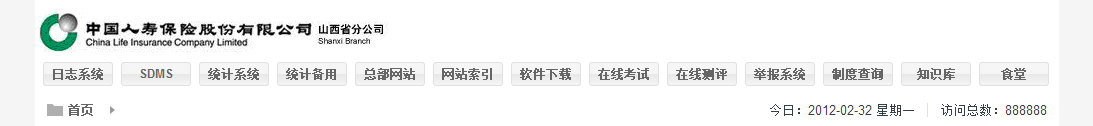 中国人寿保险股份有限公司 山西省分公司
China Life Insurance Company Limited Shanxi Branch
日志系统 SDMS 统计系统 统计备用 总部网站 网站索引 软件下载 在线考试 在线测评 举报系统 制度查询 知识库 食堂
首页 今日：2012-02-32 星期一 访问总数：888888